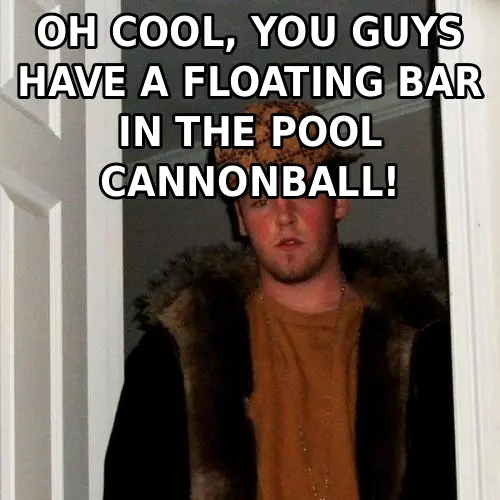 OH COOL, YOU GUYS
HAVE A FLOATING BAR
IN THE POOL
CANNONBALL!